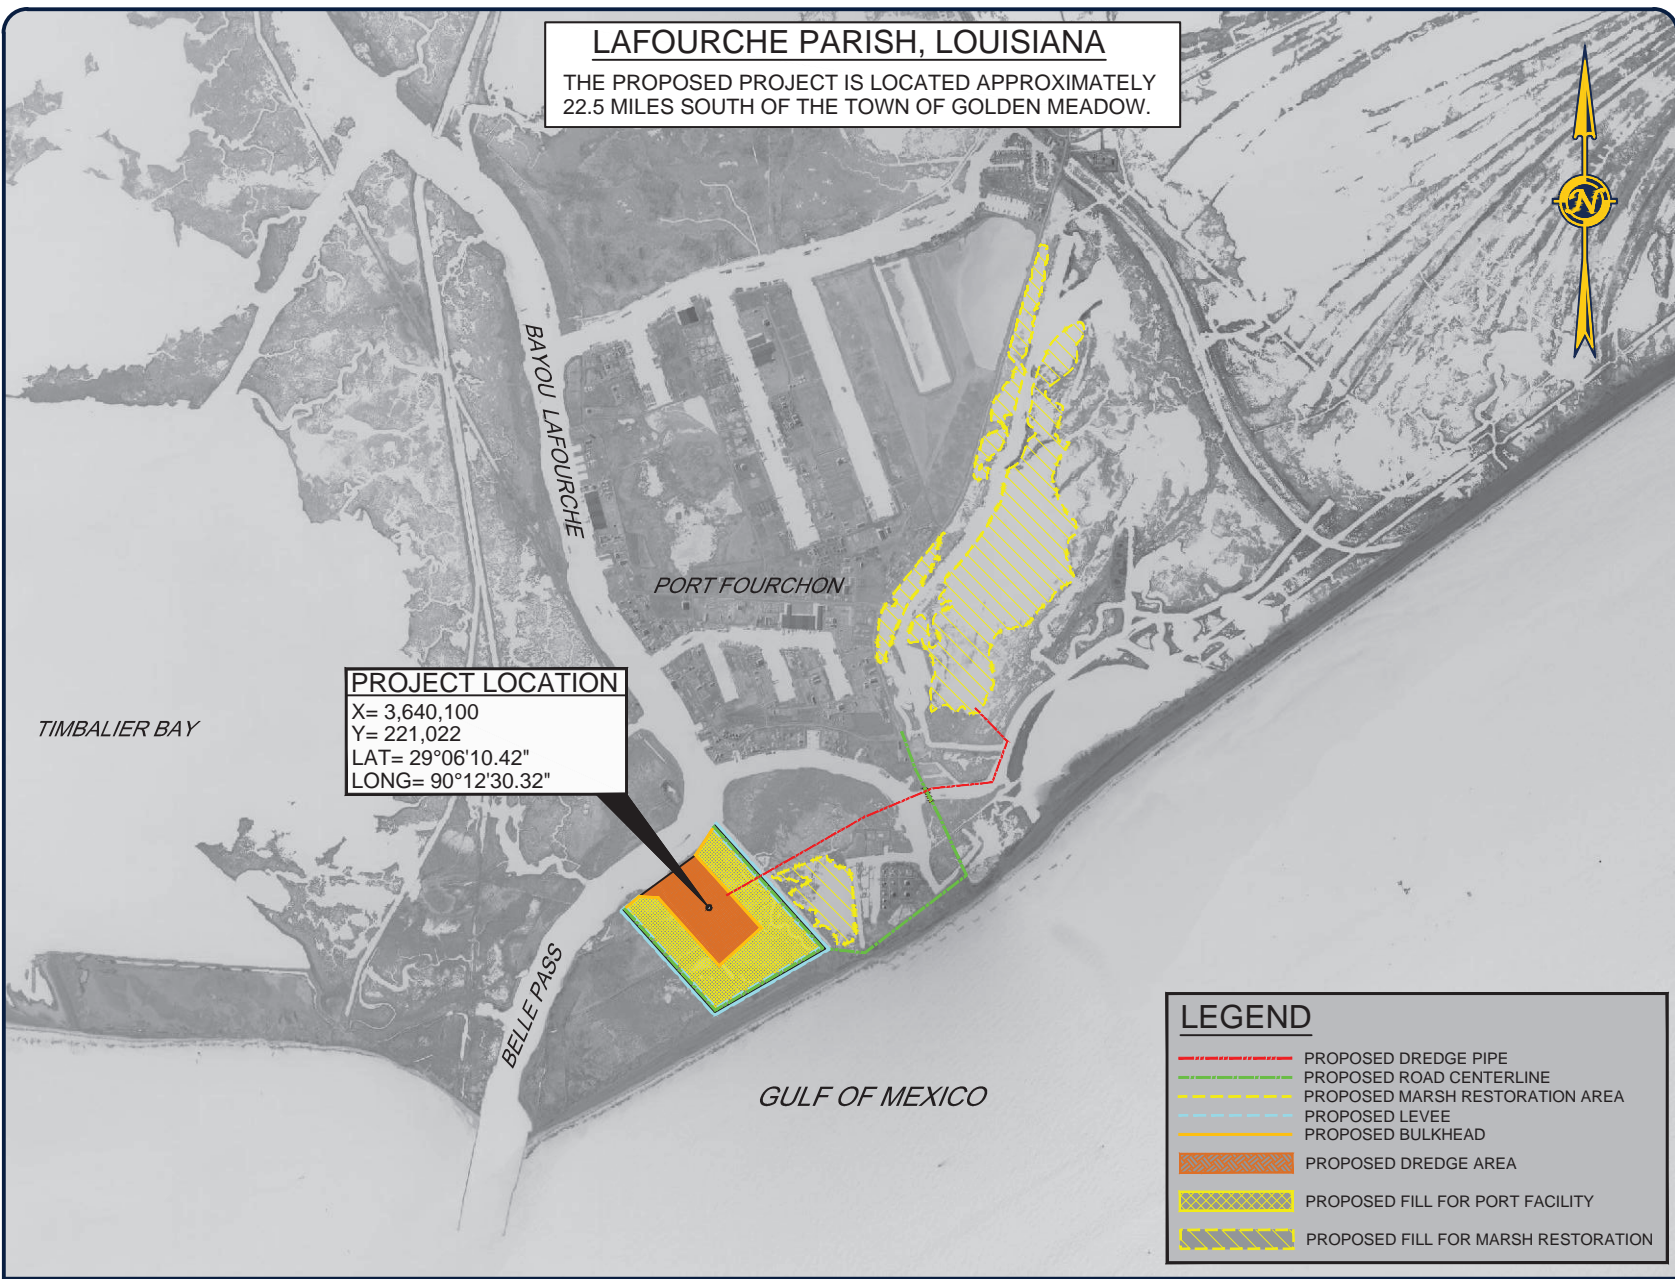 LAFOURCHE PARISH, LOUISIANA
THE PROPOSED PROJECT IS LOCATED APPROXIMATELY
22.5 MILES SOUTH OF THE TOWN OF GOLDEN MEADOW.
N
BAYOU LAFOURCHE
PORT FOURCHON
PROJECT LOCATION
X= 3,640,100
Y= 221,022
LAT= 29°06'10.42"
LONG= 90°12'30.32"
TIMBALIER BAY
BELLE PASS
GULF OF MEXICO
LEGEND
PROPOSED DREDGE PIPE
PROPOSED ROAD CENTERLINE
PROPOSED MARSH RESTORATION AREA
PROPOSED LEVEE
PROPOSED BULKHEAD
PROPOSED DREDGE AREA
PROPOSED FILL FOR PORT FACILITY
PROPOSED FILL FOR MARSH RESTORATION